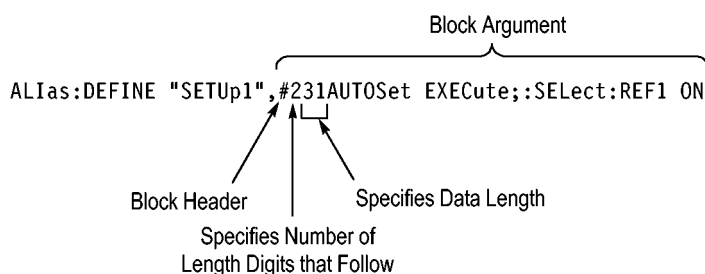 Block Argument
ALIas:DEFINE "SETUp1",#231AUTOSet EXECute;:SELect:REF1 ON
Block Header
Specifies Data Length
Specifies Number of
Length Digits that Follow